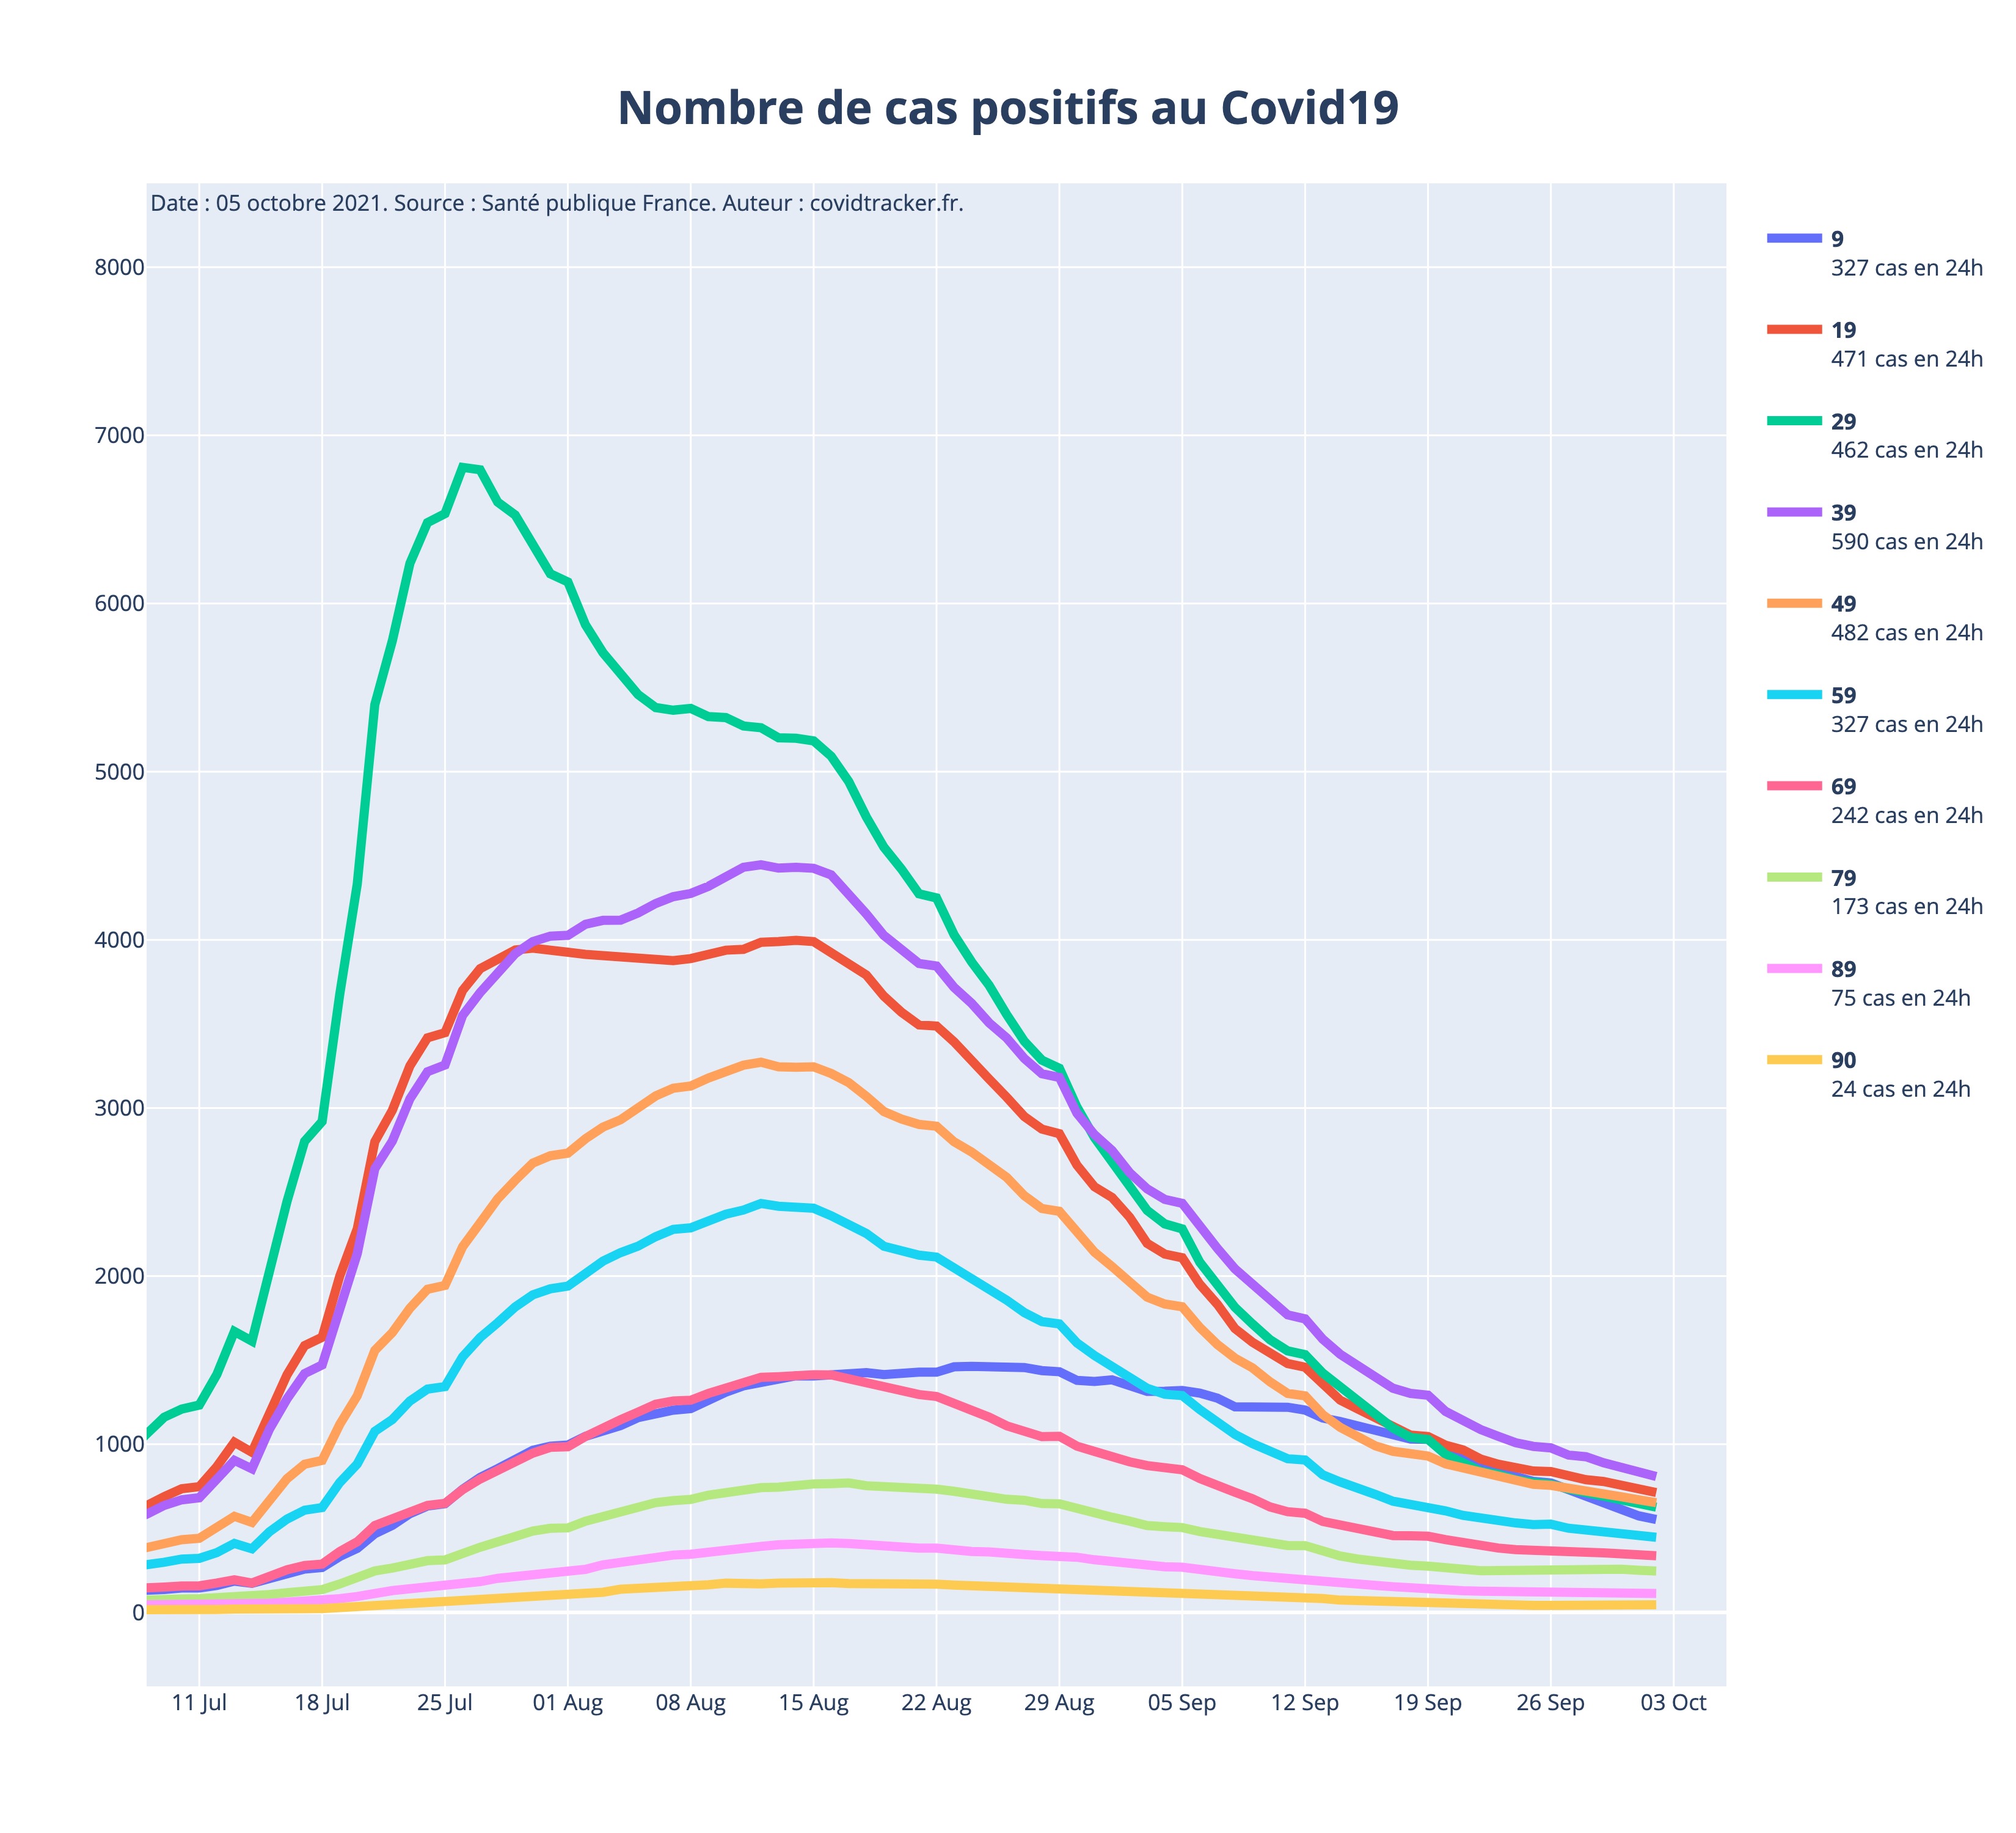 Nombre de cas positifs au Covid19
Date : 05 octobre 2021. Source : Santé publique France. Auteur : covidtracker.fr.
8000
7000
6000
5000
4000
3000
2000
1000
0
11 Jul
18 Jul
25 Jul
01 Aug
08 Aug
15 Aug
22 Aug
29 Aug
05 Sep
12 Sep
19 Sep
26 Sep
03 Oct
9
327 cas en 24h
19
471 cas en 24h
29
462 cas en 24h
39
590 cas en 24h
49
482 cas en 24h
59
327 cas en 24h
69
242 cas en 24h
79
173 cas en 24h
89
75 cas en 24h
90
24 cas en 24h